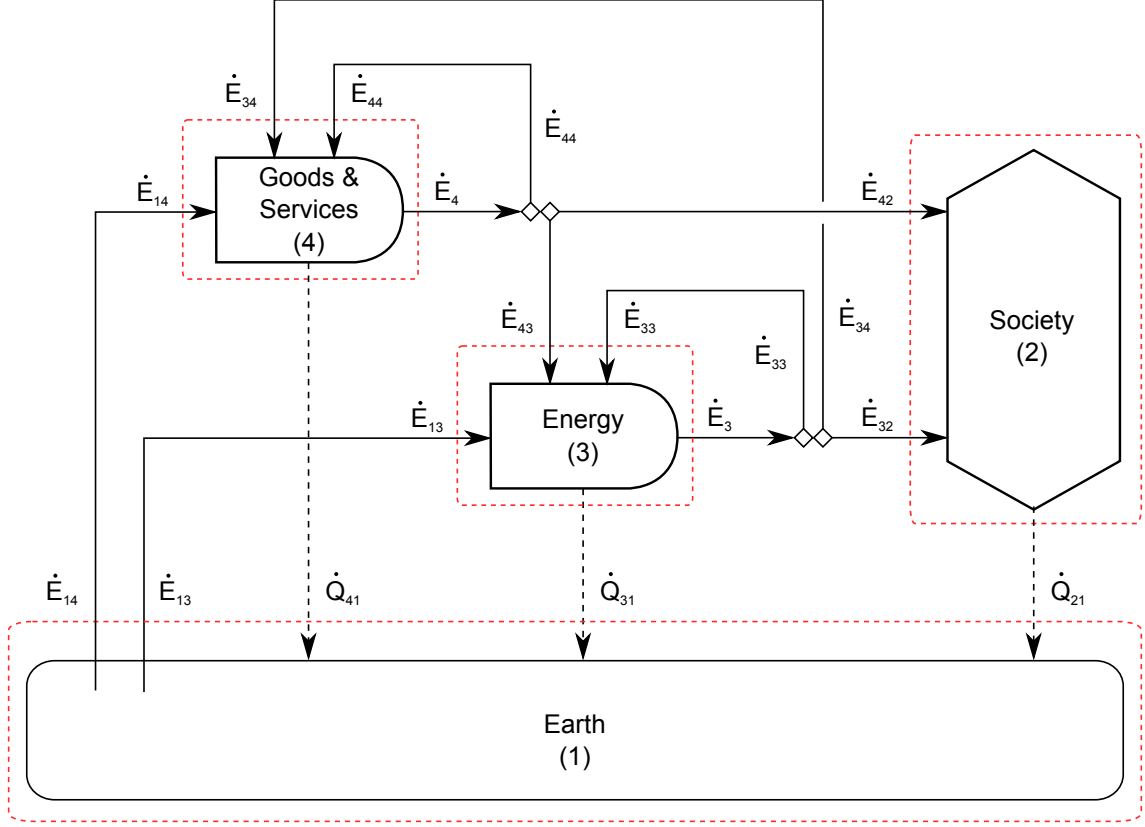 Ė₃₄
Ė₄₄
Ė₄₄
Goods &
Services
(4)
Ė₁₄
Ė₄
Ė₄₂
Ė₄₃
Ė₃₃
Ė₃₃
Ė₃₄
Society
(2)
Energy
(3)
Ė₁₃
Ė₃
Ė₃₂
Ė₁₄
Ė₁₃
Q̇₄₁
Q̇₃₁
Q̇₂₁
Earth
(1)